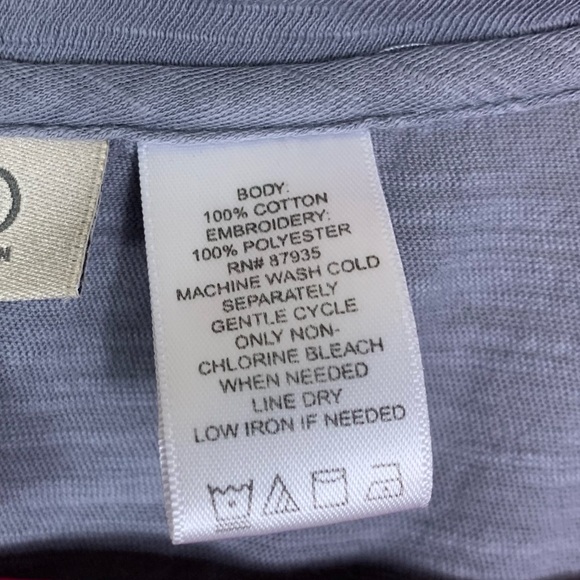 BODY:
100% COTTON
EMBROIDERY:
100% POLYESTER
RN# 87935
MACHINE WASH COLD
SEPARATELY
GENTLE CYCLE
ONLY NON-
CHLORINE BLEACH
WHEN NEEDED
LINE DRY
LOW IRON IF NEEDED